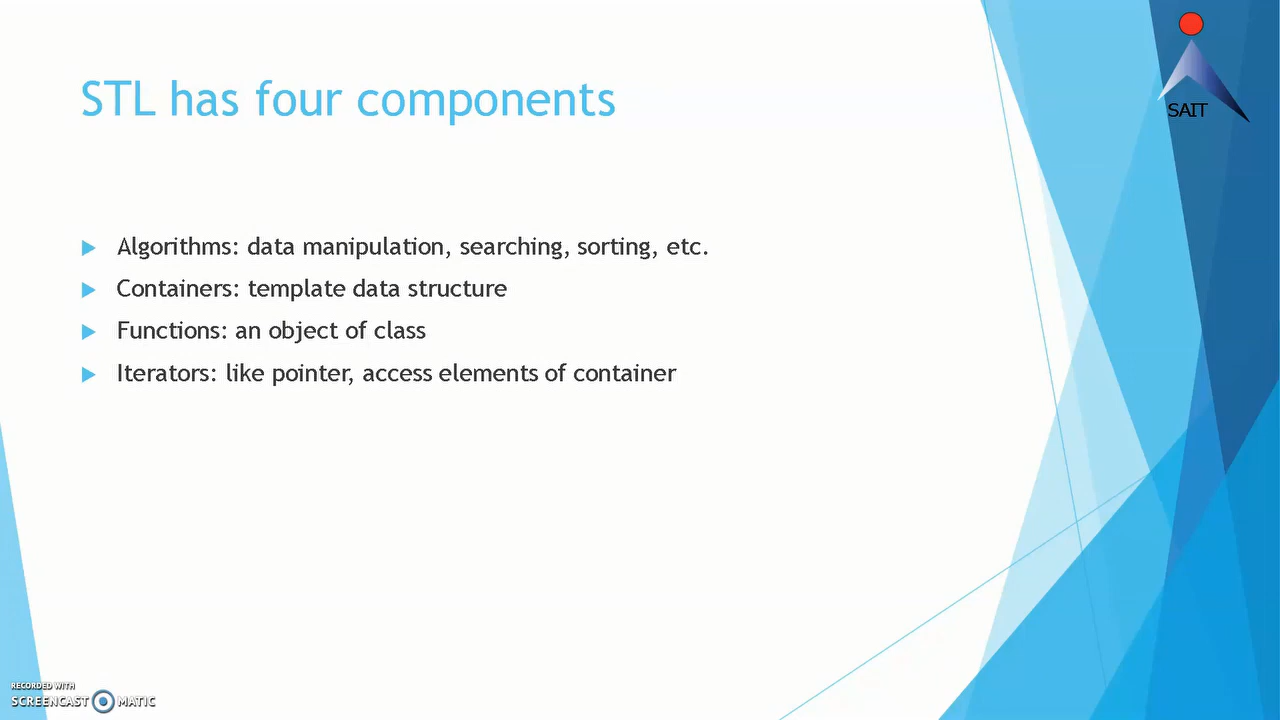 SAIT
STL has four components
Algorithms: data manipulation, searching, sorting, etc.
Containers: template data structure
Functions: an object of class
Iterators: like pointer, access elements of container
RECORDED WITH
SCREENCAST MATIC